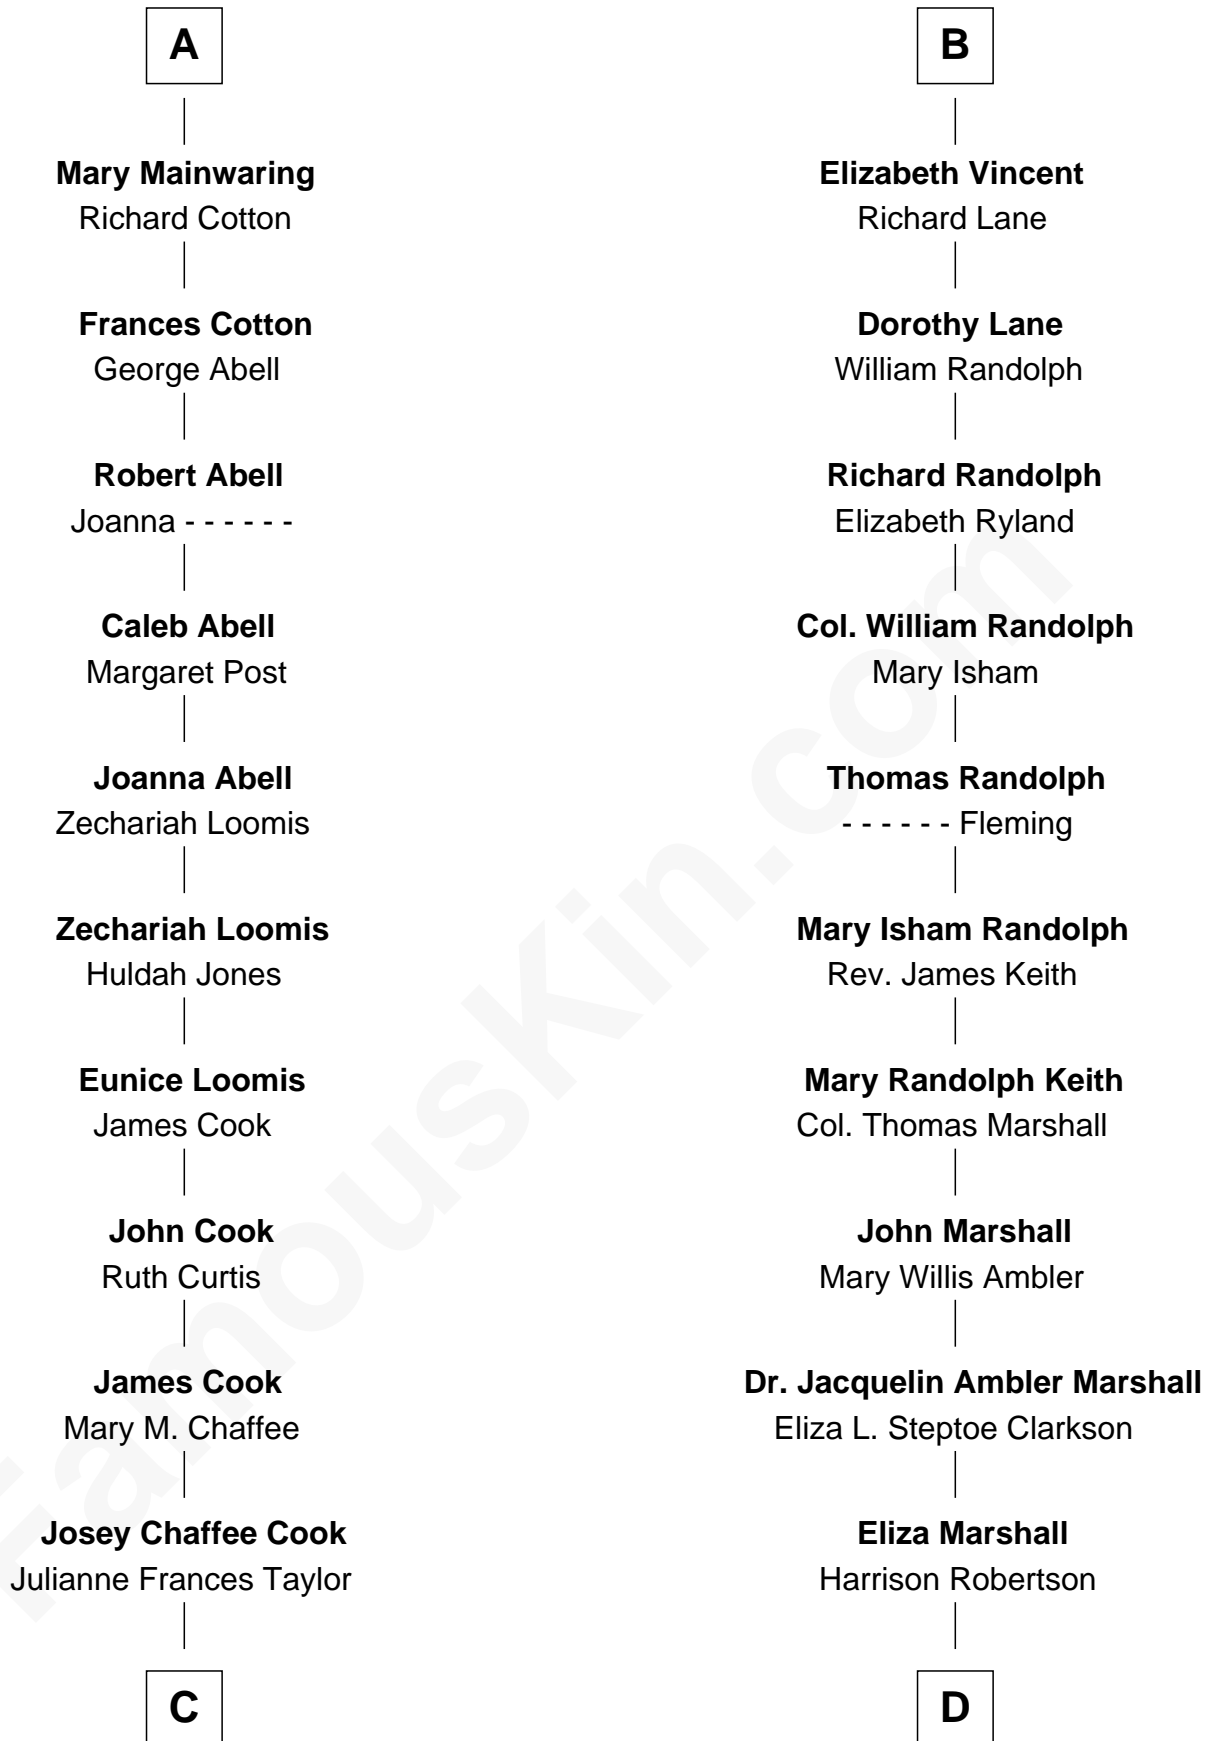 A
Mary Mainwaring
Richard Cotton
Frances Cotton
George Abell
Robert Abell
Joanna - - - - - -
Caleb Abell
Margaret Post
Joanna Abell
Zechariah Loomis
Zechariah Loomis
Huldah Jones
Eunice Loomis
James Cook
John Cook
Ruth Curtis
James Cook
Mary M. Chaffee
Josey Chaffee Cook
Julianne Frances Taylor
C
B
Elizabeth Vincent
Richard Lane
Dorothy Lane
William Randolph
Richard Randolph
Elizabeth Ryland
Col. William Randolph
Mary Isham
Thomas Randolph
- - - - - - Fleming
Mary Isham Randolph
Rev. James Keith
Mary Randolph Keith
Col. Thomas Marshall
John Marshall
Mary Willis Ambler
Dr. Jacquelin Ambler Marshall
Eliza L. Steptoe Clarkson
Eliza Marshall
Harrison Robertson
D
FamousKin.com